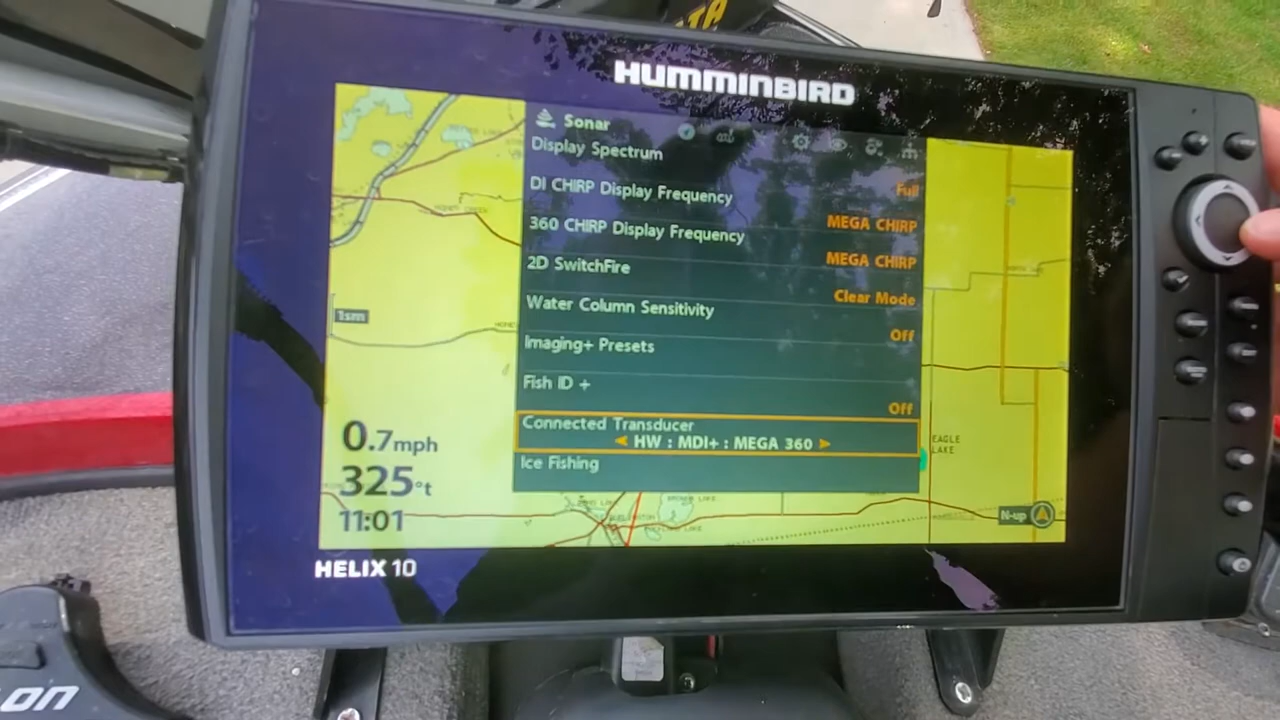 HUMMINBIRD
Sonar
Display Spectrum
DI CHIRP Display Frequency Full
360 CHIRP Display Frequency MEGA CHIRP
2D SwitchFire MEGA CHIRP
Water Column Sensitivity Clear Mode
Imaging+ Presets Off
Fish ID +
Connected Transducer Off
HW : MDI+ : MEGA 360
Ice Fishing
1sm
EAGLE
LAKE
0.7mph
325°t
11:01
N-up
HELIX 10
ON